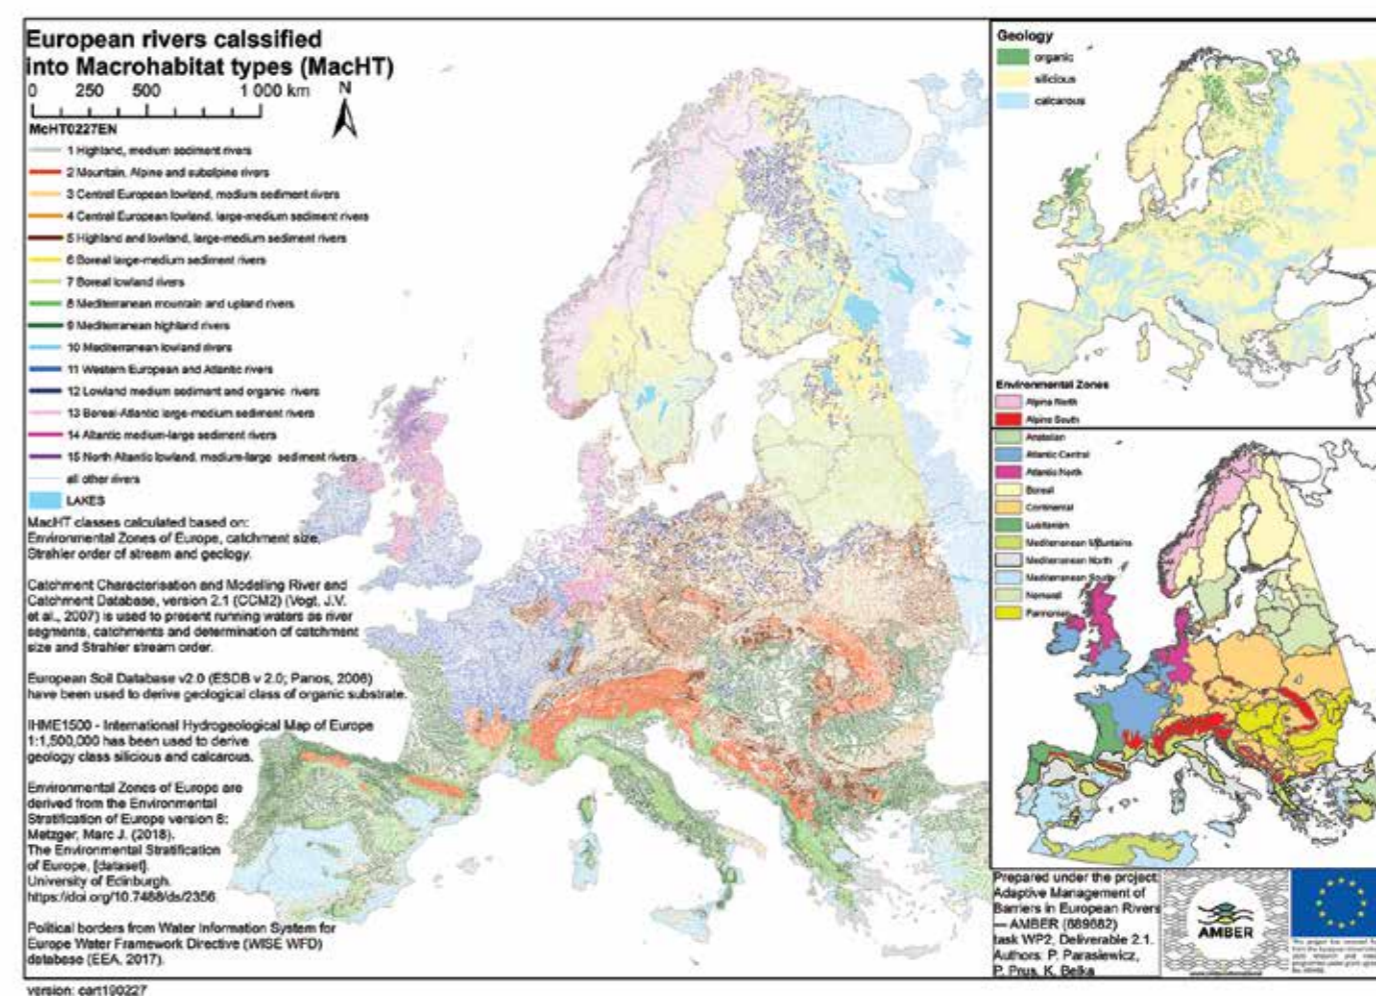 European rivers calssified
into Macrohabitat types (MacHT)
0 250 500 1 000 km N
McHT0227EN
1 Highland, medium sediment rivers
2 Mountain, Alpine and subalpine rivers
3 Central European lowland, medium sediment rivers
4 Central European lowland, large-medium sediment rivers
5 Highland and lowland, large-medium sediment rivers
6 Boreal large-medium sediment rivers
7 Boreal lowland rivers
8 Mediterranean mountain and upland rivers
9 Mediterranean highland rivers
10 Mediterranean lowland rivers
11 Western European and Atlantic rivers
12 Lowland medium sediment and organic rivers
13 Boreal-Atlantic large-medium sediment rivers
14 Atlantic medium-large sediment rivers
15 North Atlantic lowland, medium-large sediment rivers
all other rivers
LAKES
MacHT classes calculated based on:
Environmental Zones of Europe, catchment size,
Strahler order of stream and geology.
Catchment Characterisation and Modelling River and
Catchment Database, version 2.1 (CCM2) (Vogt, J.V.
et al., 2007) is used to present running waters as river
segments, catchments and determination of catchment
size and Strahler stream order.
European Soil Database v2.0 (ESDB v 2.0; Panos, 2006)
have been used to derive geological class of organic substrate.
IHME1500 - International Hydrogeological Map of Europe
1:1,500,000 has been used to derive
geology class silicious and calcarous.
Environmental Zones of Europe are
derived from the Environmental
Stratification of Europe version 8:
Metzger, Marc J. (2018).
The Environmental Stratification
of Europe, [dataset].
University of Edinburgh.
https://doi.org/10.7488/ds/2356
Political borders from Water Information System for
Europe Water Framework Directive (WISE WFD)
database (EEA, 2017).
version: cart190227
Geology
organic
silicious
calcarous
Environmental Zones
Alpine North
Alpine South
Anatolian
Atlantic Central
Atlantic North
Boreal
Continental
Lusitanian
Mediterranean Mountains
Mediterranean North
Mediterranean South
Nemoral
Pannonian
Prepared under the project:
Adaptive Management of
Barriers in European Rivers
— AMBER (689682)
task WP2, Deliverable 2.1.
Authors: P. Parasiewicz,
P. Prus, K. Belka
AMBER